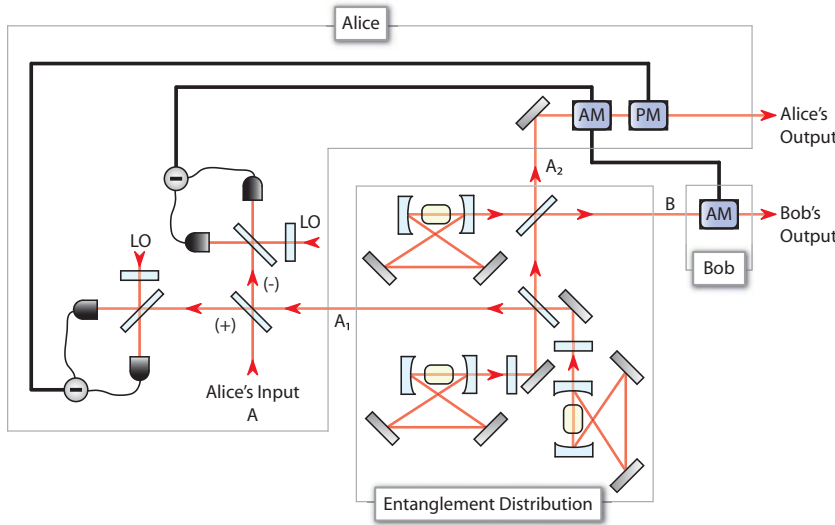 Alice
AM
PM
Alice's
Output
A₂
LO
B
AM
Bob's
Output
LO
Bob
(-)
(+)
A₁
Alice's Input
A
Entanglement Distribution